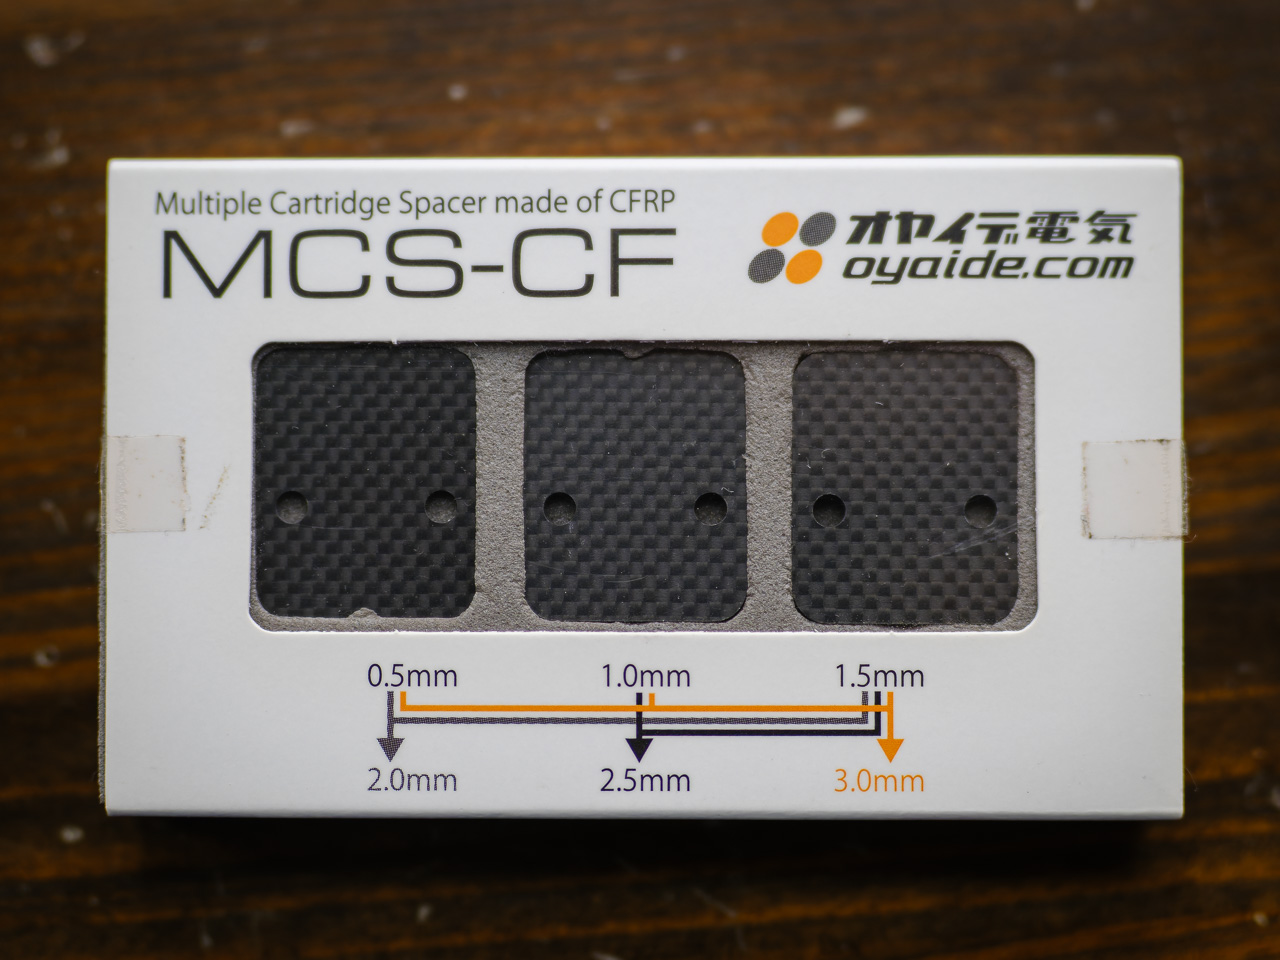 Multiple Cartridge Spacer made of CFRP
MCS-CF
オヤイデ電気
oyaide.com
0.5mm 1.0mm 1.5mm
2.0mm 2.5mm 3.0mm